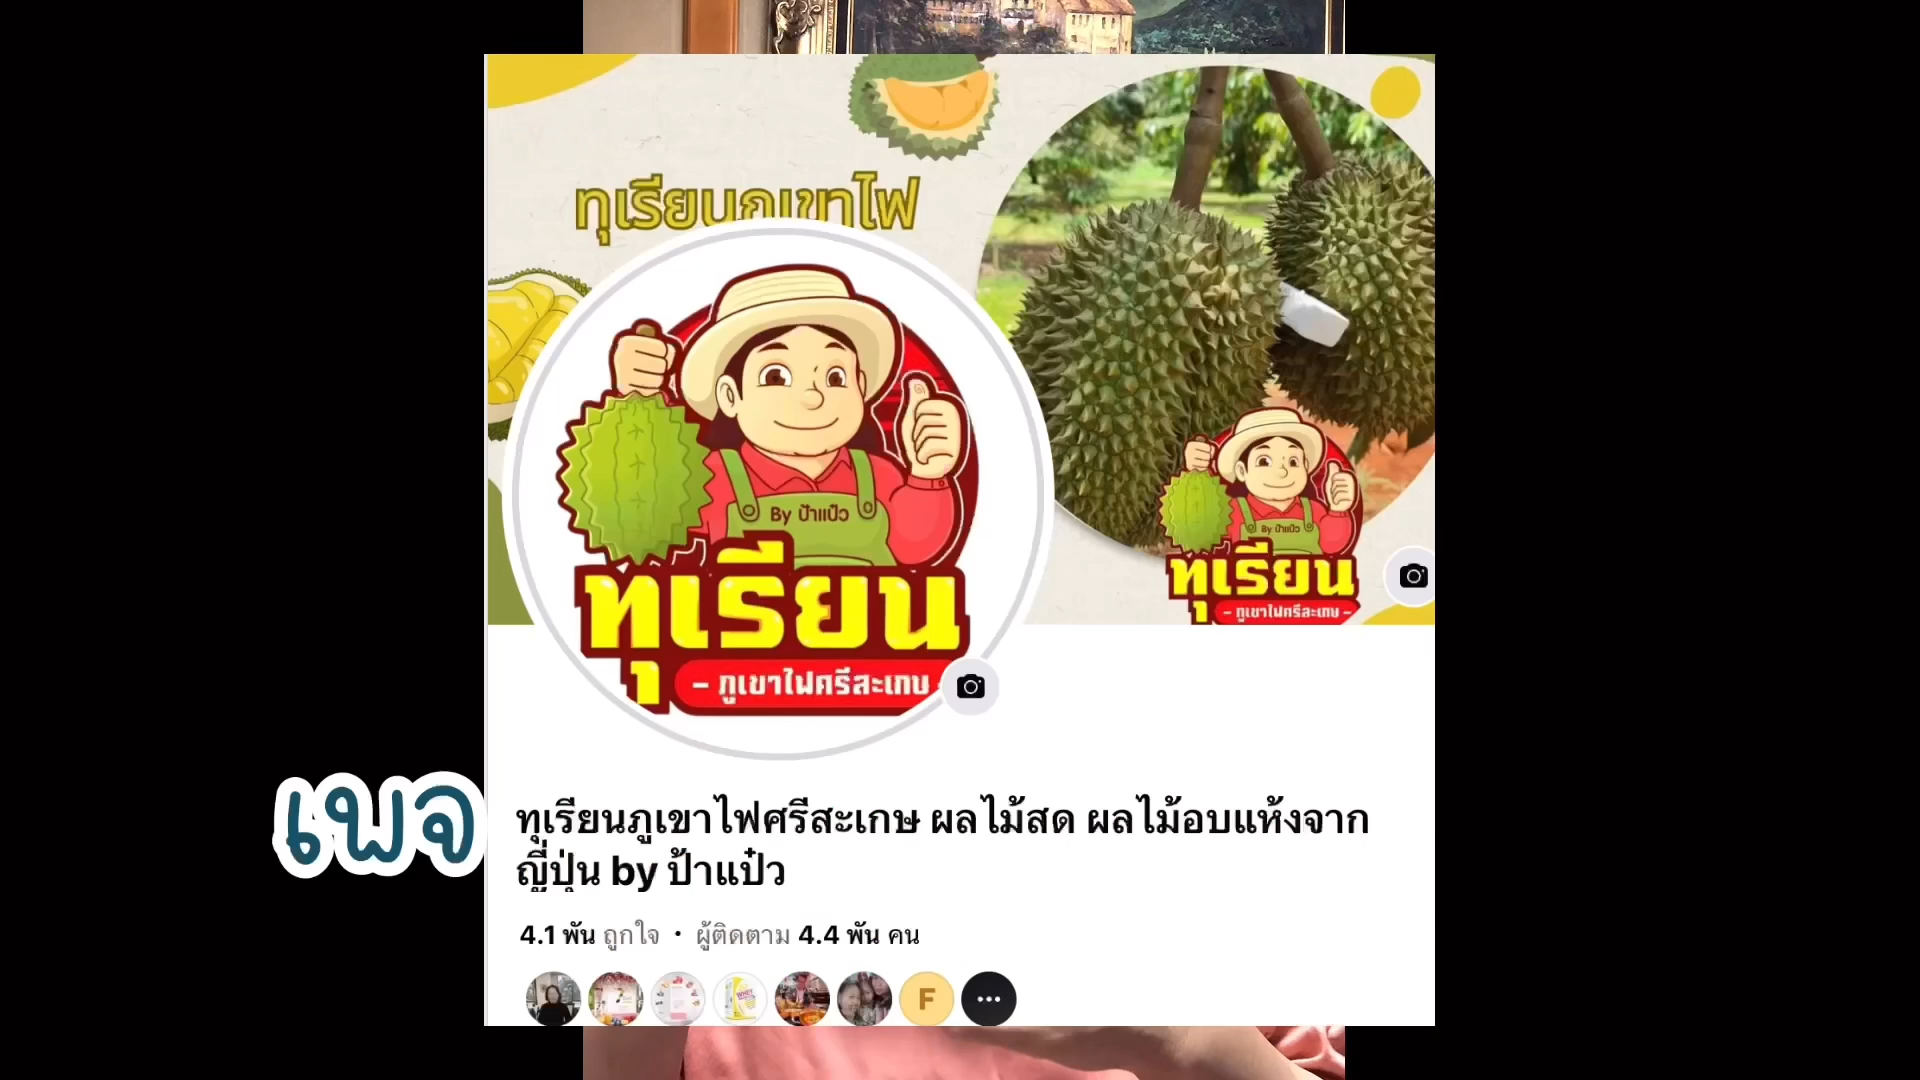 ทุเรียนภูเขาไฟ
By ป้าแป๋ว
ทุเรียน
- ภูเขาไฟศรีสะเกษ
By ป้าแป๋ว
ทุเรียน
- ภูเขาไฟศรีสะเกษ -
เพจ
ทุเรียนภูเขาไฟศรีสะเกษ ผลไม้สด ผลไม้อบแห้งจาก
ญี่ปุ่น by ป้าแป๋ว
4.1 พัน ถูกใจ · ผู้ติดตาม 4.4 พัน คน
F